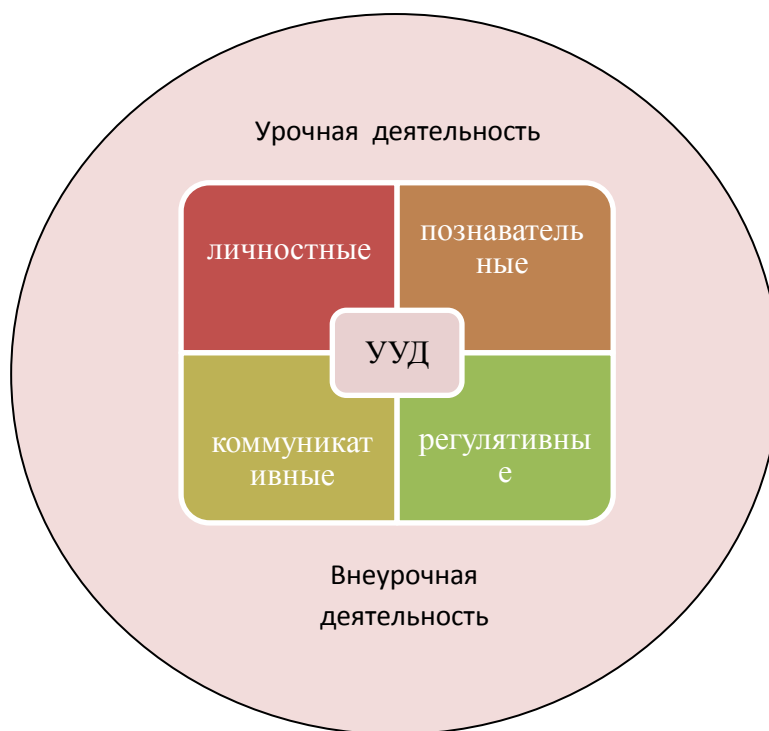 Урочная деятельность
личностные
познаватель
ные
УУД
коммуникат
ивные
регулятивны
е
Внеурочная
деятельность